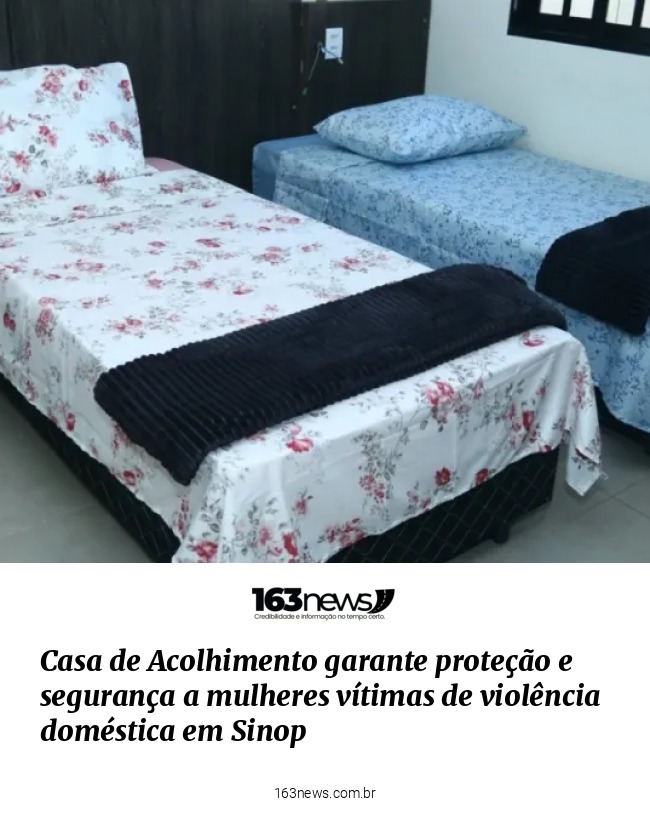 163news
Credibilidade e informação no tempo certo.
Casa de Acolhimento garante proteção e
segurança a mulheres vítimas de violência
doméstica em Sinop
163news.com.br